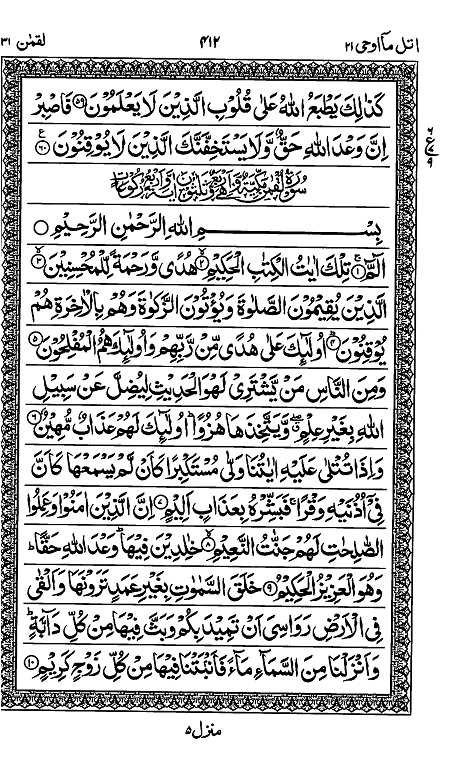 اتل مآ اوحی ۲۱ ۴۱۲ لقمٰن ۳۱
كَذٰلِكَ يَطْبَعُ اللّٰهُ عَلٰى قُلُوْبِ الَّذِيْنَ لَا يَعْلَمُوْنَ ۵۹ فَاصْبِرْ
اِنَّ وَعْدَ اللّٰهِ حَقٌّ وَّلَا يَسْتَخِفَّنَّكَ الَّذِيْنَ لَا يُوْقِنُوْنَ ۶۰
بِسْمِ اللّٰهِ الرَّحْمٰنِ الرَّحِيْمِ
الٓمّٓ ۱ تِلْكَ اٰيٰتُ الْكِتٰبِ الْحَكِيْمِ ۲ هُدًى وَّرَحْمَةً لِّلْمُحْسِنِيْنَ ۳
الَّذِيْنَ يُقِيْمُوْنَ الصَّلٰوةَ وَيُؤْتُوْنَ الزَّكٰوةَ وَهُمْ بِالْاٰخِرَةِ هُمْ
يُوْقِنُوْنَ ۴ اُولٰٓئِكَ عَلٰى هُدًى مِّنْ رَّبِّهِمْ وَاُولٰٓئِكَ هُمُ الْمُفْلِحُوْنَ ۵
وَمِنَ النَّاسِ مَنْ يَّشْتَرِىْ لَهْوَ الْحَدِيْثِ لِيُضِلَّ عَنْ سَبِيْلِ
اللّٰهِ بِغَيْرِ عِلْمٍ وَّيَتَّخِذَهَا هُزُوًا اُولٰٓئِكَ لَهُمْ عَذَابٌ مُّهِيْنٌ ۶
وَاِذَا تُتْلٰى عَلَيْهِ اٰيٰتُنَا وَلّٰى مُسْتَكْبِرًا كَاَنْ لَّمْ يَسْمَعْهَا كَاَنَّ
فِىْٓ اُذُنَيْهِ وَقْرًا فَبَشِّرْهُ بِعَذَابٍ اَلِيْمٍ ۷ اِنَّ الَّذِيْنَ اٰمَنُوْا وَعَمِلُوا
الصّٰلِحٰتِ لَهُمْ جَنّٰتُ النَّعِيْمِ ۸ خٰلِدِيْنَ فِيْهَا وَعْدَ اللّٰهِ حَقًّا
وَهُوَ الْعَزِيْزُ الْحَكِيْمُ ۹ خَلَقَ السَّمٰوٰتِ بِغَيْرِ عَمَدٍ تَرَوْنَهَا وَاَلْقٰى
فِى الْاَرْضِ رَوَاسِىَ اَنْ تَمِيْدَ بِكُمْ وَبَثَّ فِيْهَا مِنْ كُلِّ دَآبَّةٍ
وَاَنْزَلْنَا مِنَ السَّمَآءِ مَآءً فَاَنْۢبَتْنَا فِيْهَا مِنْ كُلِّ زَوْجٍ كَرِيْمٍ ۱۰
منزل ۵